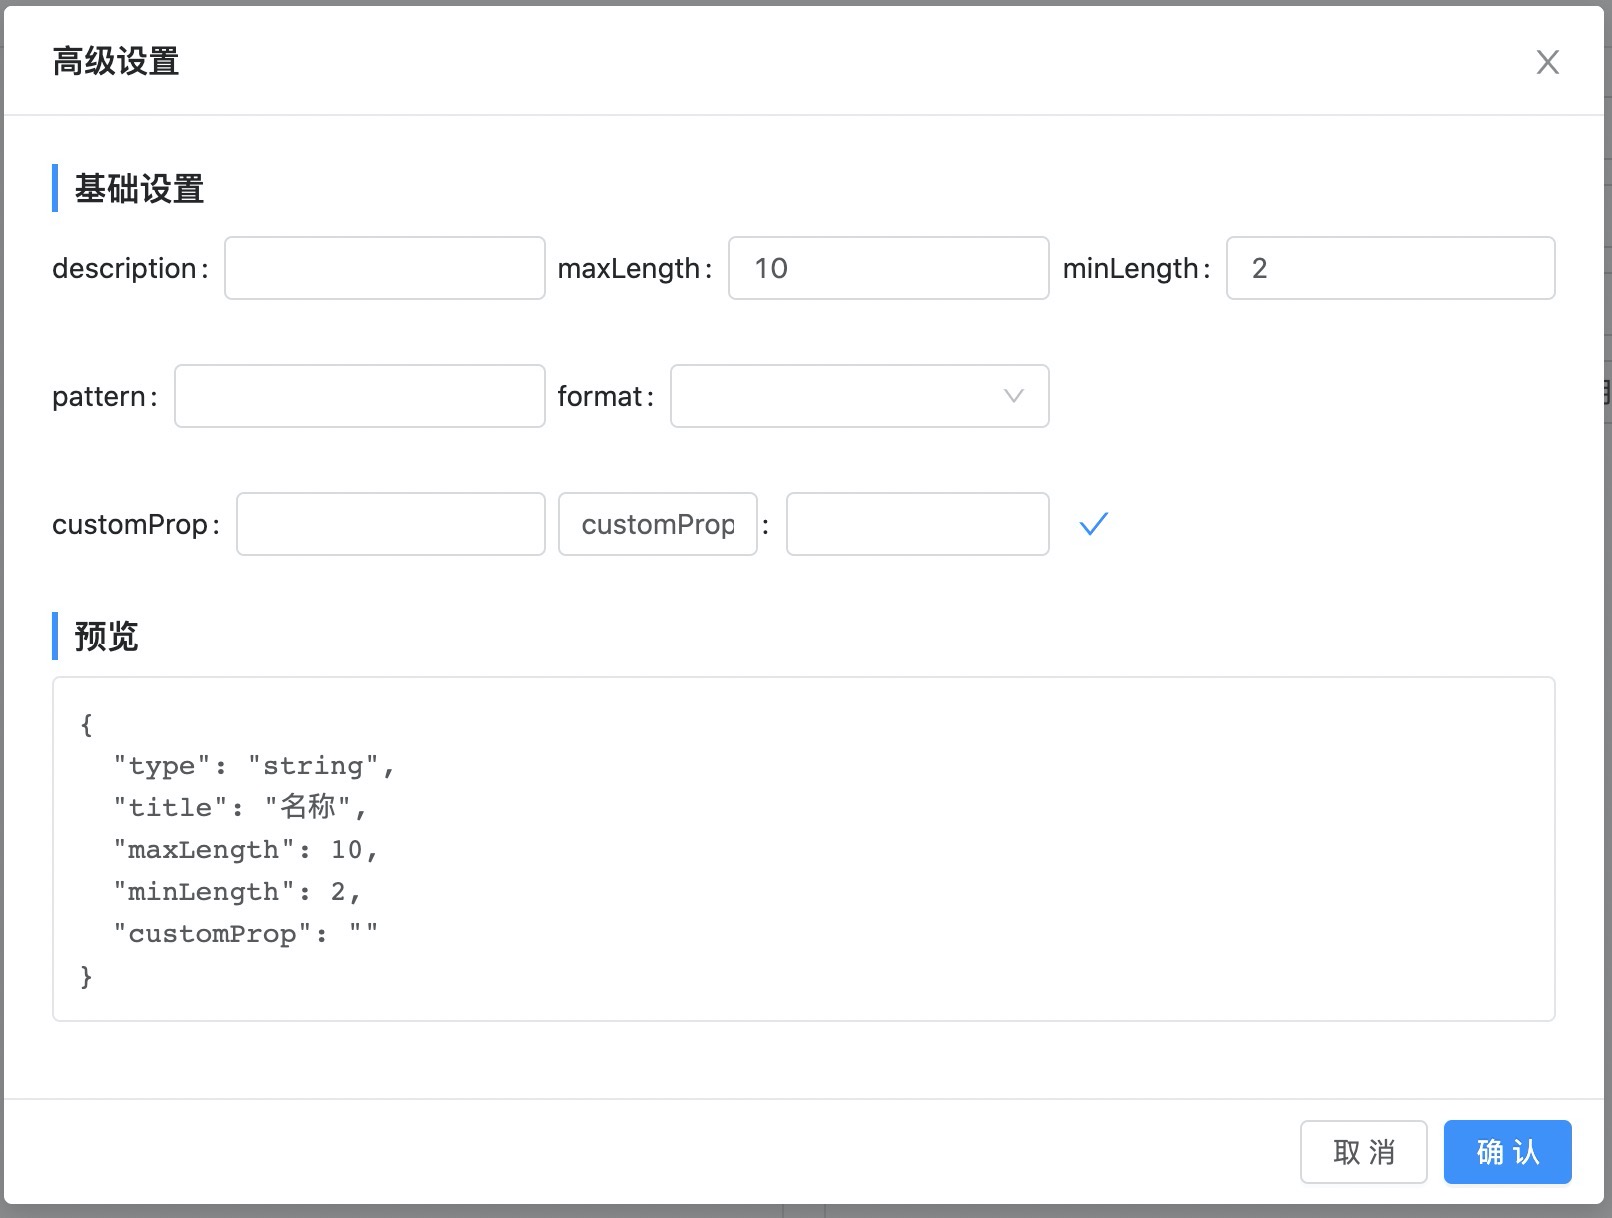 高级设置
基础设置
description: maxLength: 10 minLength: 2
pattern: format:
customProp: customProp :
预览
{
"type": "string",
"title": "名称",
"maxLength": 10,
"minLength": 2,
"customProp": ""
}
取 消 确 认